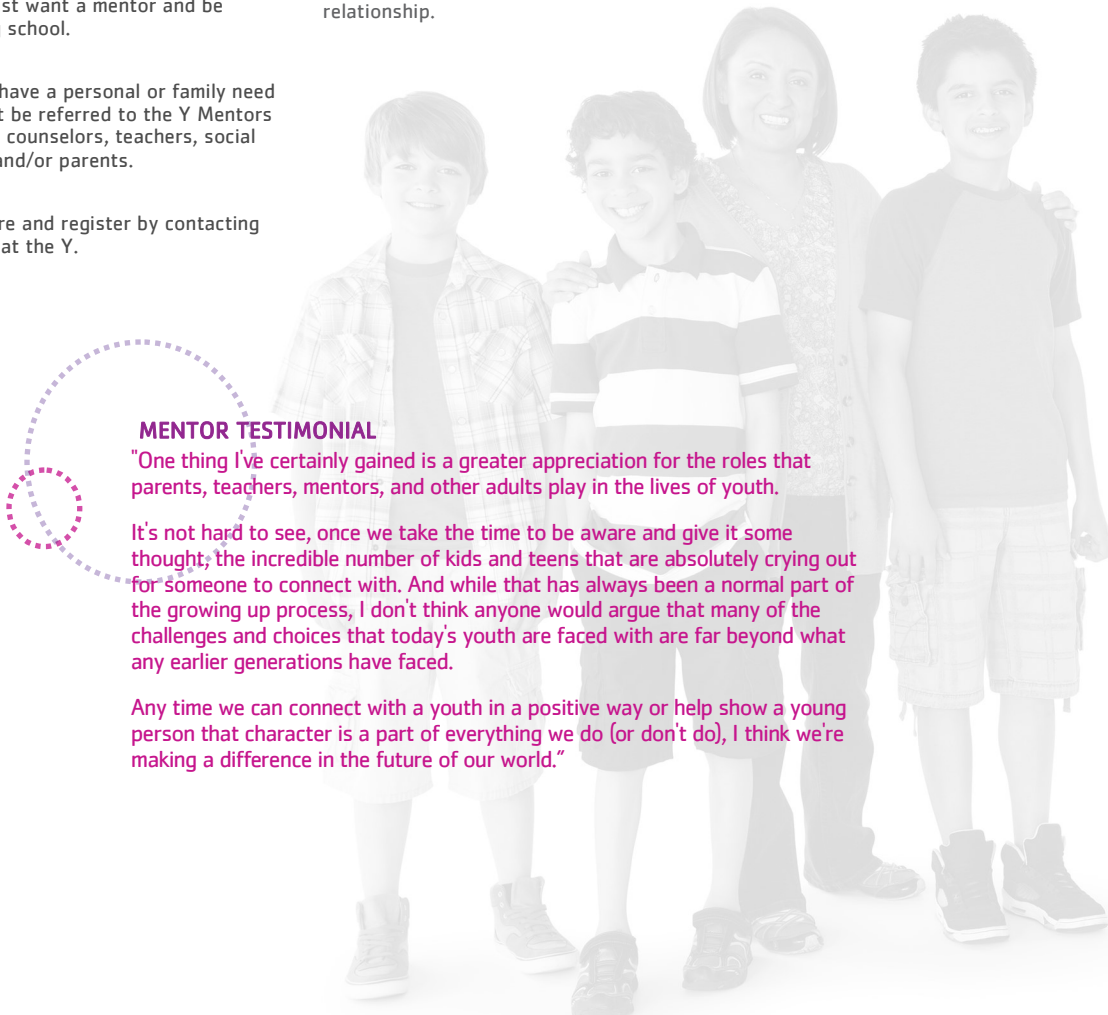 st want a mentor and be
school.
have a personal or family need
be referred to the Y Mentors
counselors, teachers, social
and/or parents.
re and register by contacting
at the Y.
relationship.
MENTOR TESTIMONIAL
"One thing I've certainly gained is a greater appreciation for the roles that
parents, teachers, mentors, and other adults play in the lives of youth.
It's not hard to see, once we take the time to be aware and give it some
thought, the incredible number of kids and teens that are absolutely crying out
for someone to connect with. And while that has always been a normal part of
the growing up process, I don't think anyone would argue that many of the
challenges and choices that today's youth are faced with are far beyond what
any earlier generations have faced.
Any time we can connect with a youth in a positive way or help show a young
person that character is a part of everything we do (or don't do), I think we're
making a difference in the future of our world.”